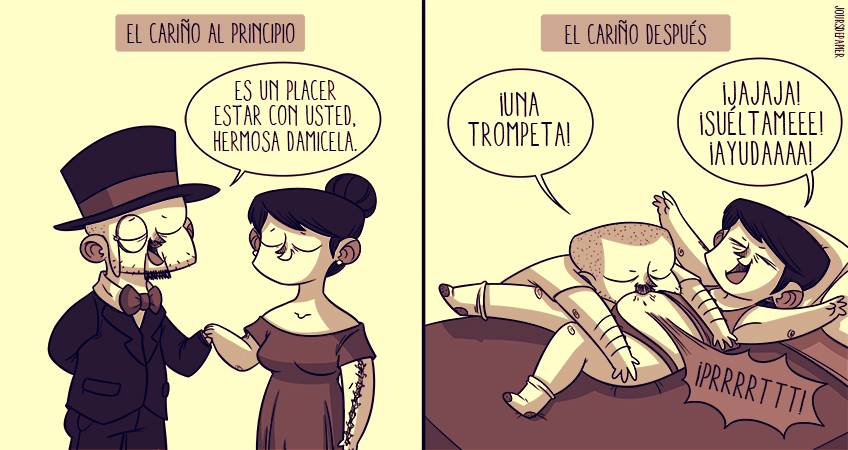 EL CARIÑO AL PRINCIPIO
ES UN PLACER
ESTAR CON USTED,
HERMOSA DAMICELA.
EL CARIÑO DESPUÉS
¡UNA
TROMPETA!
¡JAJAJA!
¡SUÉLTAMEEE!
¡AYUDAAAA!
¡PRRRRTTT!